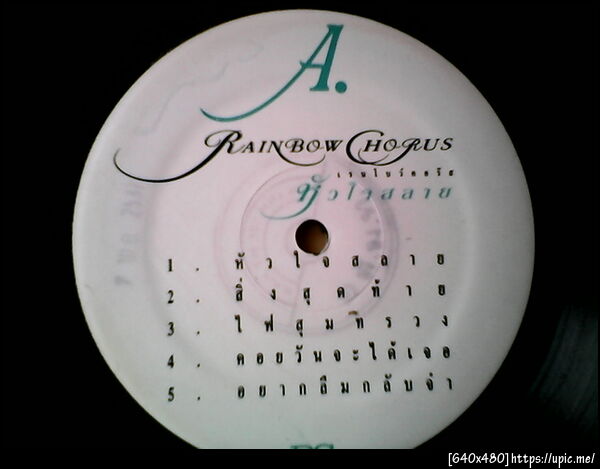 A.
RAINBOW CHORUS
เรนโบว์คอรัส
หัวใจสลาย
1. หัวใจสลาย
2. สิ่งสุดท้าย
3. ไฟสุมทรวง
4. คอยวันจะได้เจอ
5. อยากลืมกลับจำ
[640x480]https://upic.me/